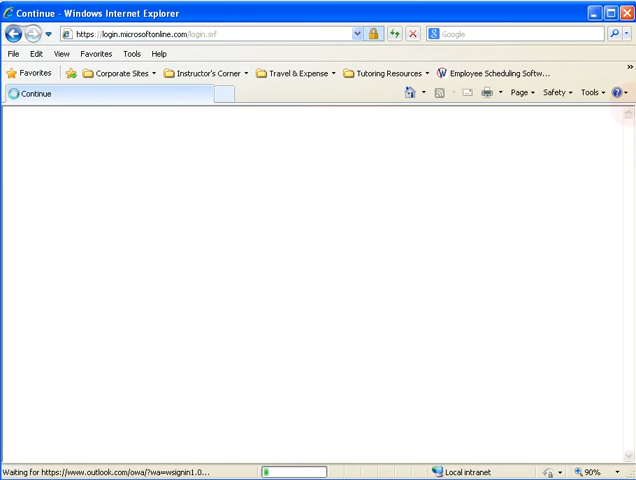 Continue - Windows Internet Explorer
https://login.microsoftonline.com/login.srf
Google
File Edit View Favorites Tools Help
Favorites Corporate Sites Instructor's Corner Travel & Expense Tutoring Resources Employee Scheduling Softw... »
Continue
Page Safety Tools
Waiting for https://www.outlook.com/owa/?wa=wsignin1.0... Local intranet 90%